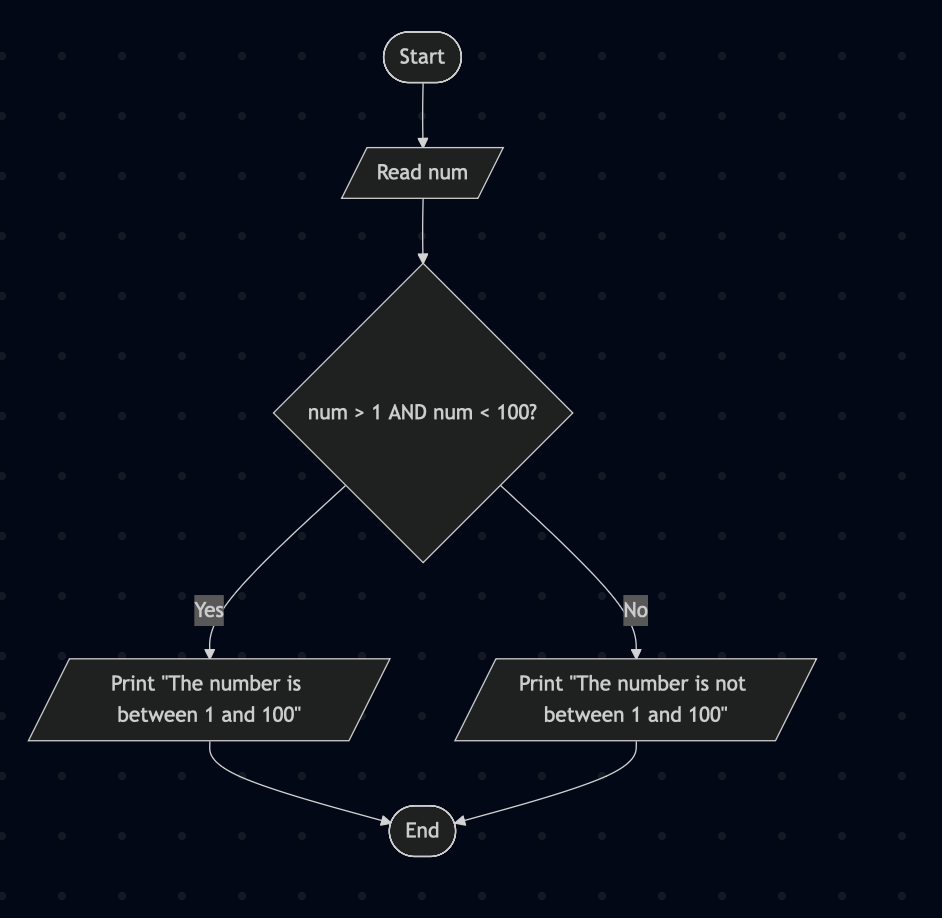 Start
Read num
num > 1 AND num < 100?
Yes
No
Print "The number is
between 1 and 100"
Print "The number is not
between 1 and 100"
End